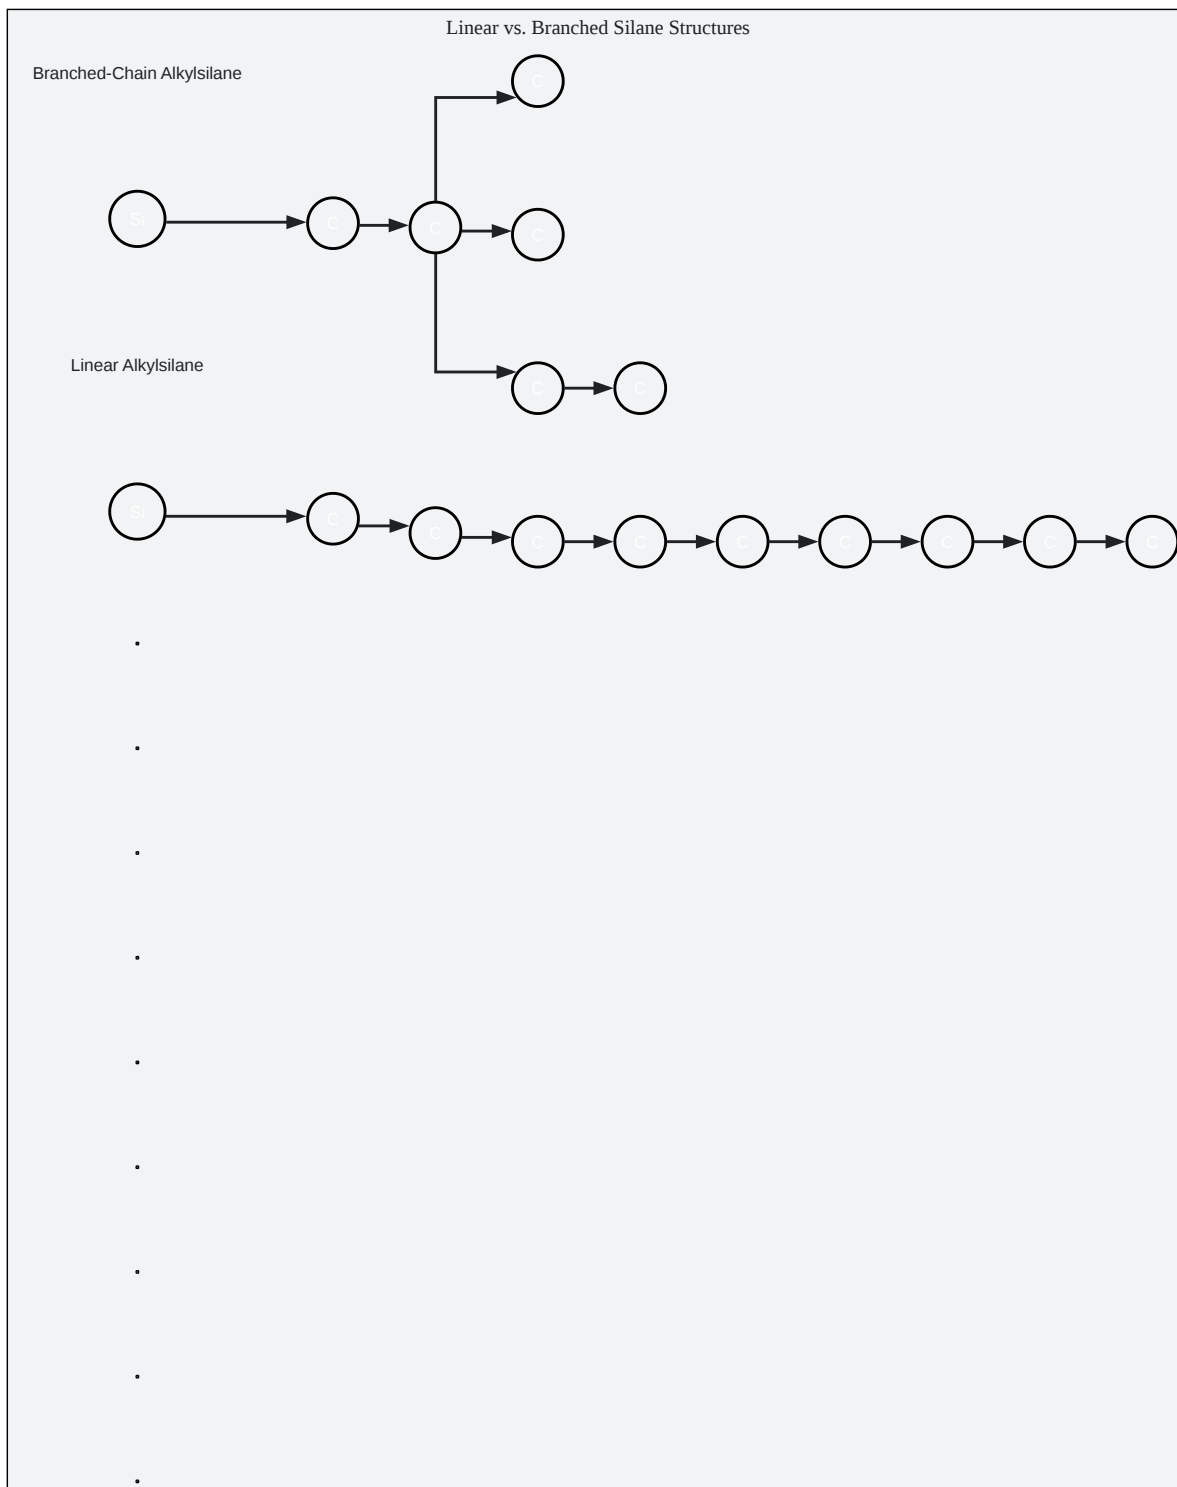 Linear vs. Branched Silane Structures
Branched-Chain Alkylsilane
C
Si C C C
Linear Alkylsilane
C C
Si C C C C C C C C C